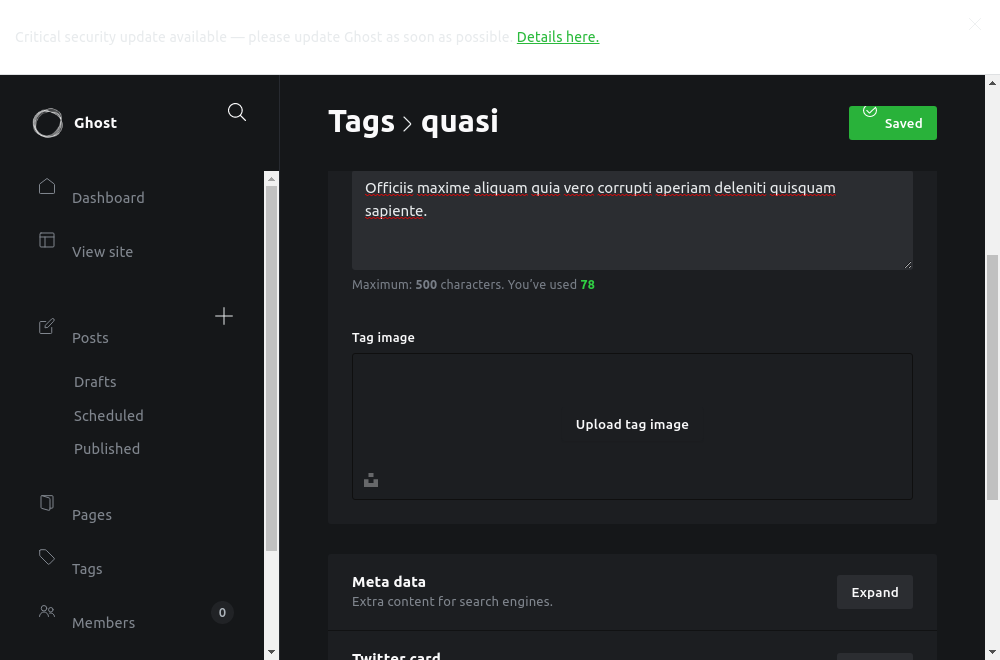 Critical security update available — please update Ghost as soon as possible. Details here.
Ghost
Tags > quasi
Saved
Dashboard
View site
Posts
Drafts
Scheduled
Published
Pages
Tags
Members
0
Officiis maxime aliquam quia vero corrupti aperiam deleniti quisquam
sapiente.
Maximum: 500 characters. You've used 78
Tag image
Upload tag image
Meta data
Extra content for search engines.
Expand
Twitter card